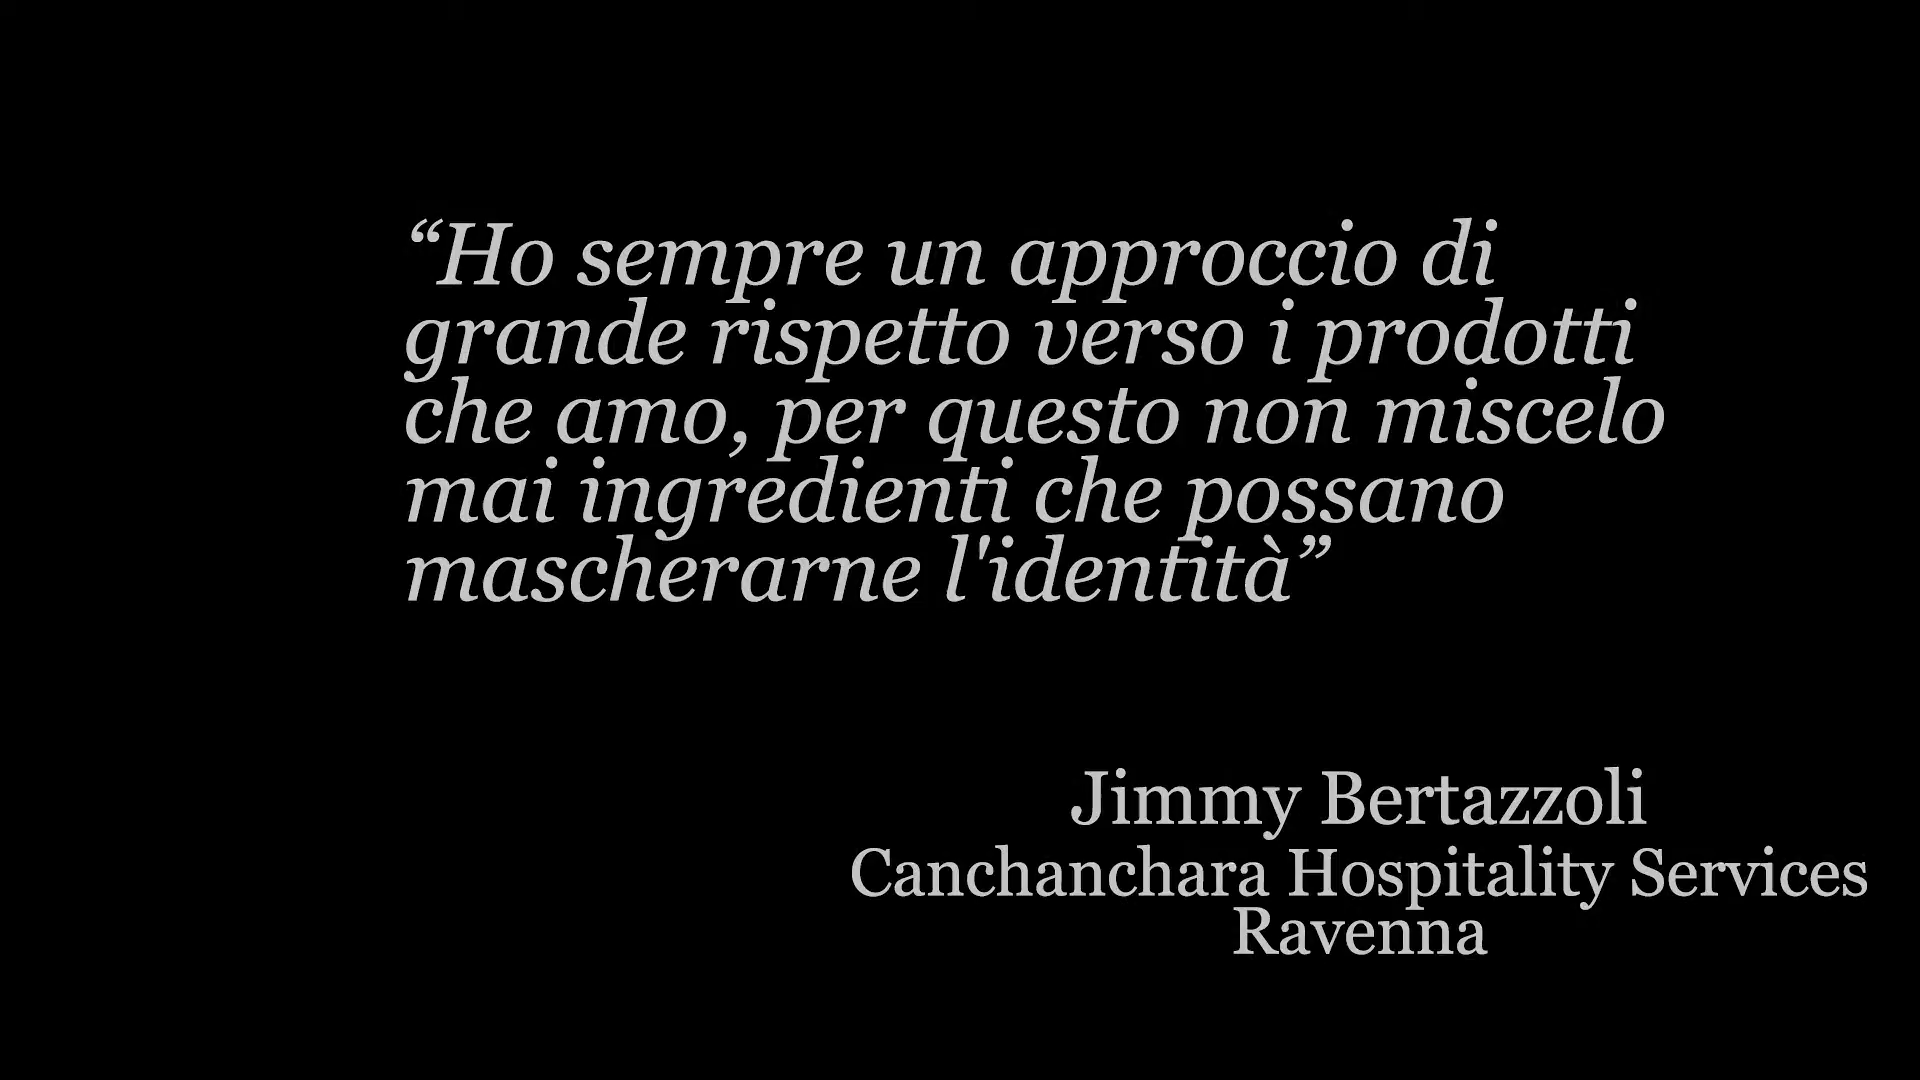 “Ho sempre un approccio di
grande rispetto verso i prodotti
che amo, per questo non miscelo
mai ingredienti che possano
mascherarne l'identità”
Jimmy Bertazzoli
Canchanchara Hospitality Services
Ravenna